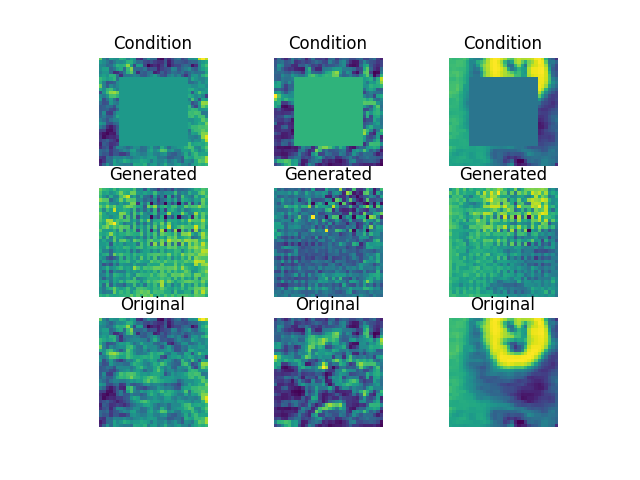 Condition Condition Condition
Generated Generated Generated
Original Original Original